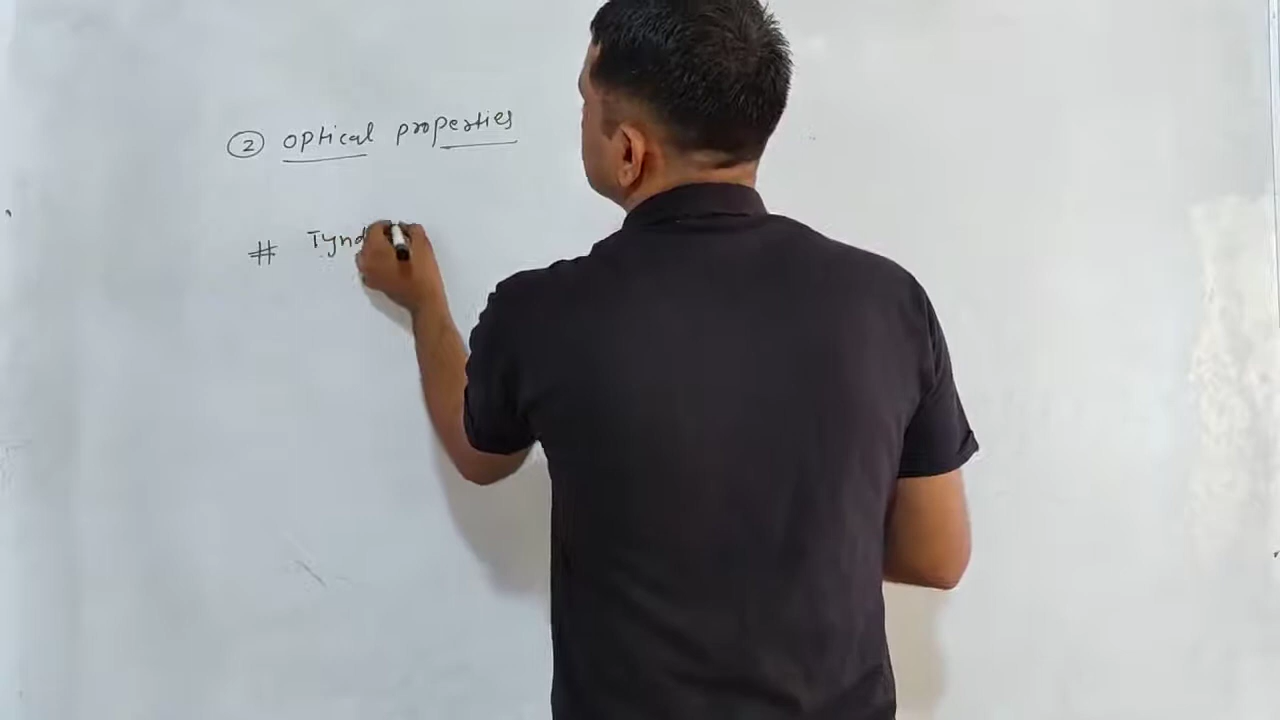 ② Optical properties
# Tynd